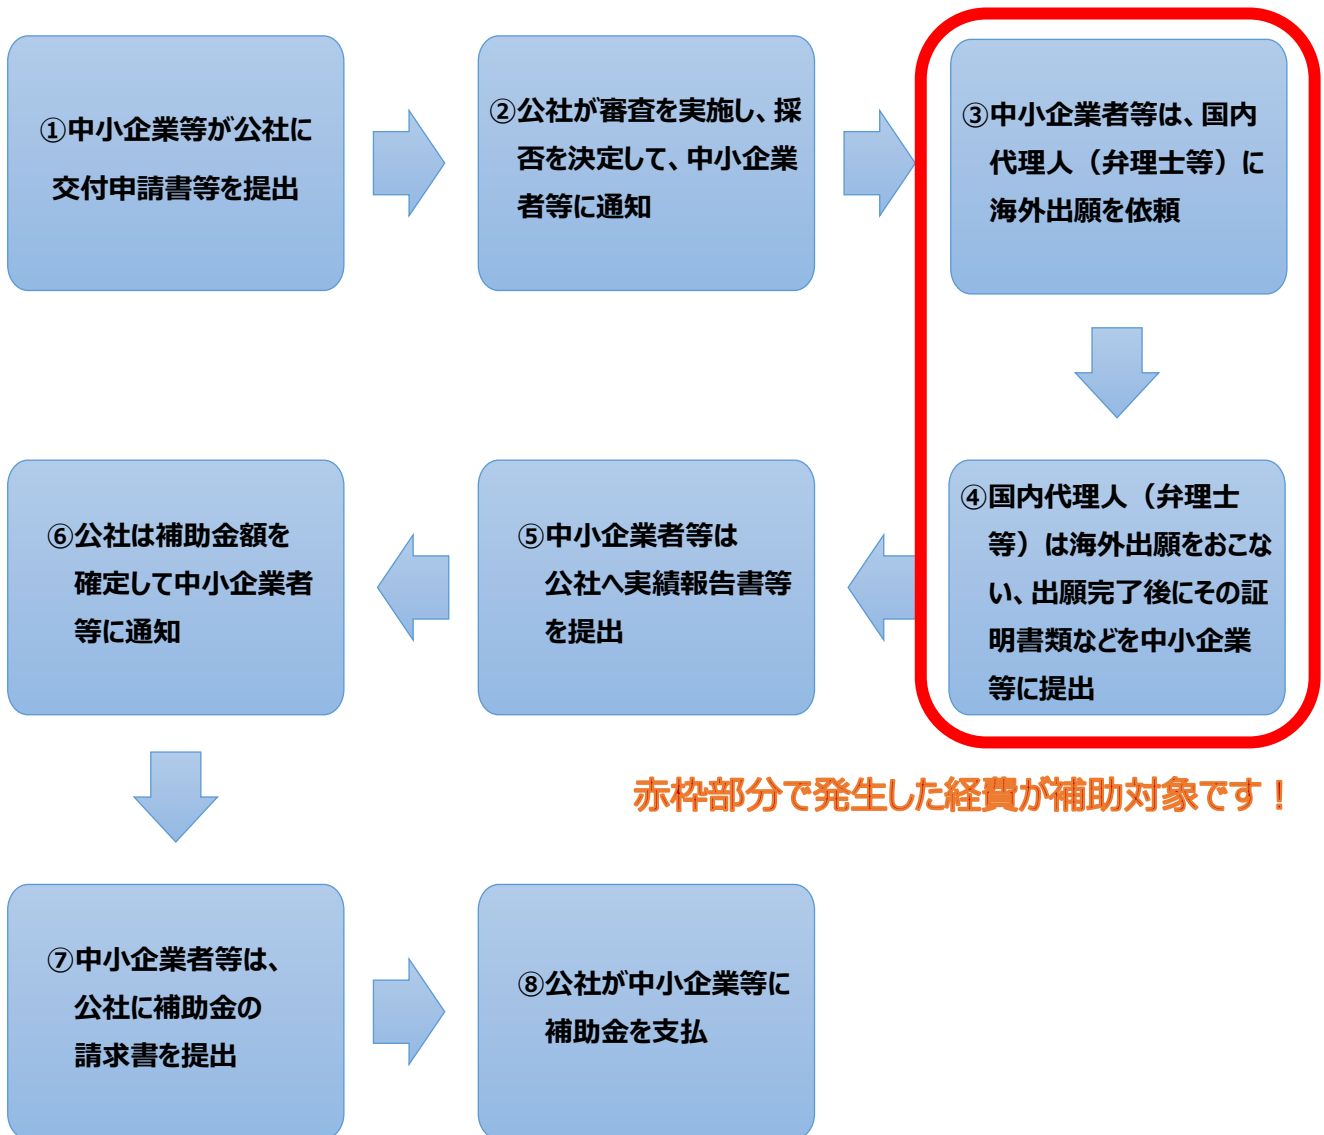 ①中小企業等が公社に
交付申請書等を提出
②公社が審査を実施し、採
否を決定して、中小企業
者等に通知
③中小企業者等は、国内
代理人（弁理士等）に
海外出願を依頼
④国内代理人（弁理士
等）は海外出願をおこな
い、出願完了後にその証
明書類などを中小企業
等に提出
⑤中小企業者等は
公社へ実績報告書等
を提出
⑥公社は補助金額を
確定して中小企業者
等に通知
赤枠部分で発生した経費が補助対象です！
⑦中小企業者等は、
公社に補助金の
請求書を提出
⑧公社が中小企業等に
補助金を支払